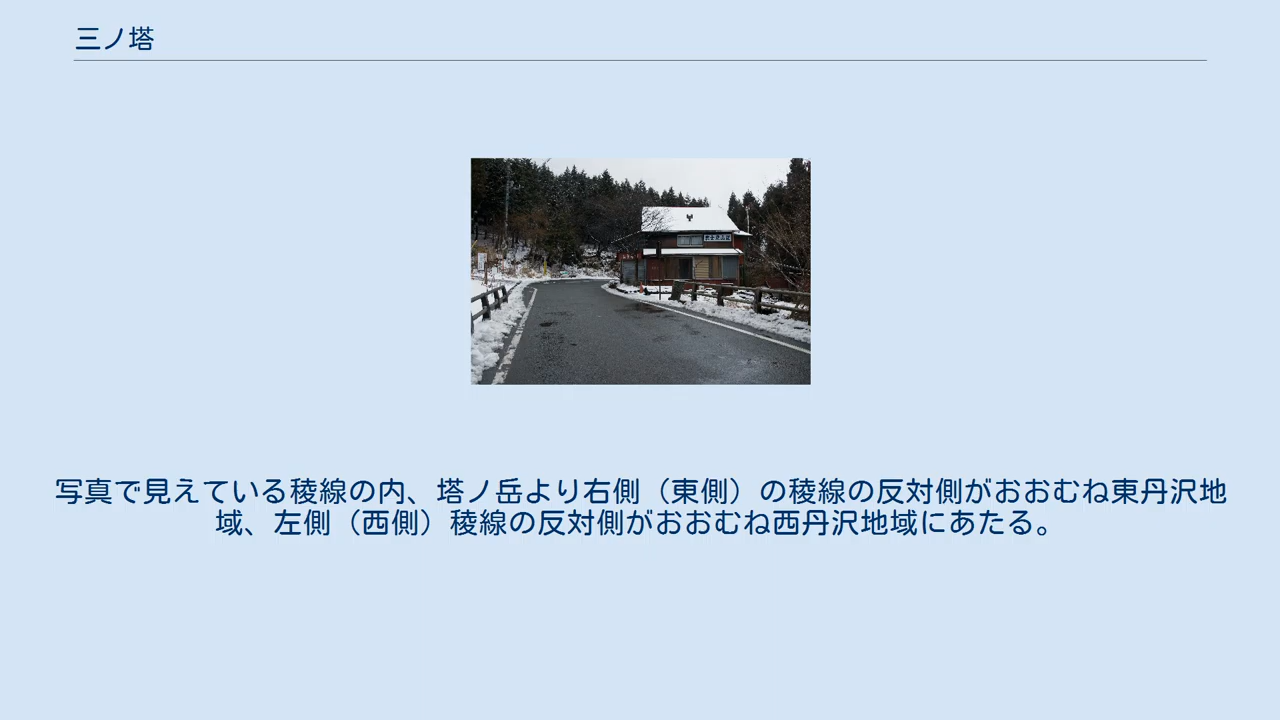 三ノ塔
写真で見えている稜線の内、塔ノ岳より右側（東側）の稜線の反対側がおおむね東丹沢地
域、左側（西側）稜線の反対側がおおむね西丹沢地域にあたる。